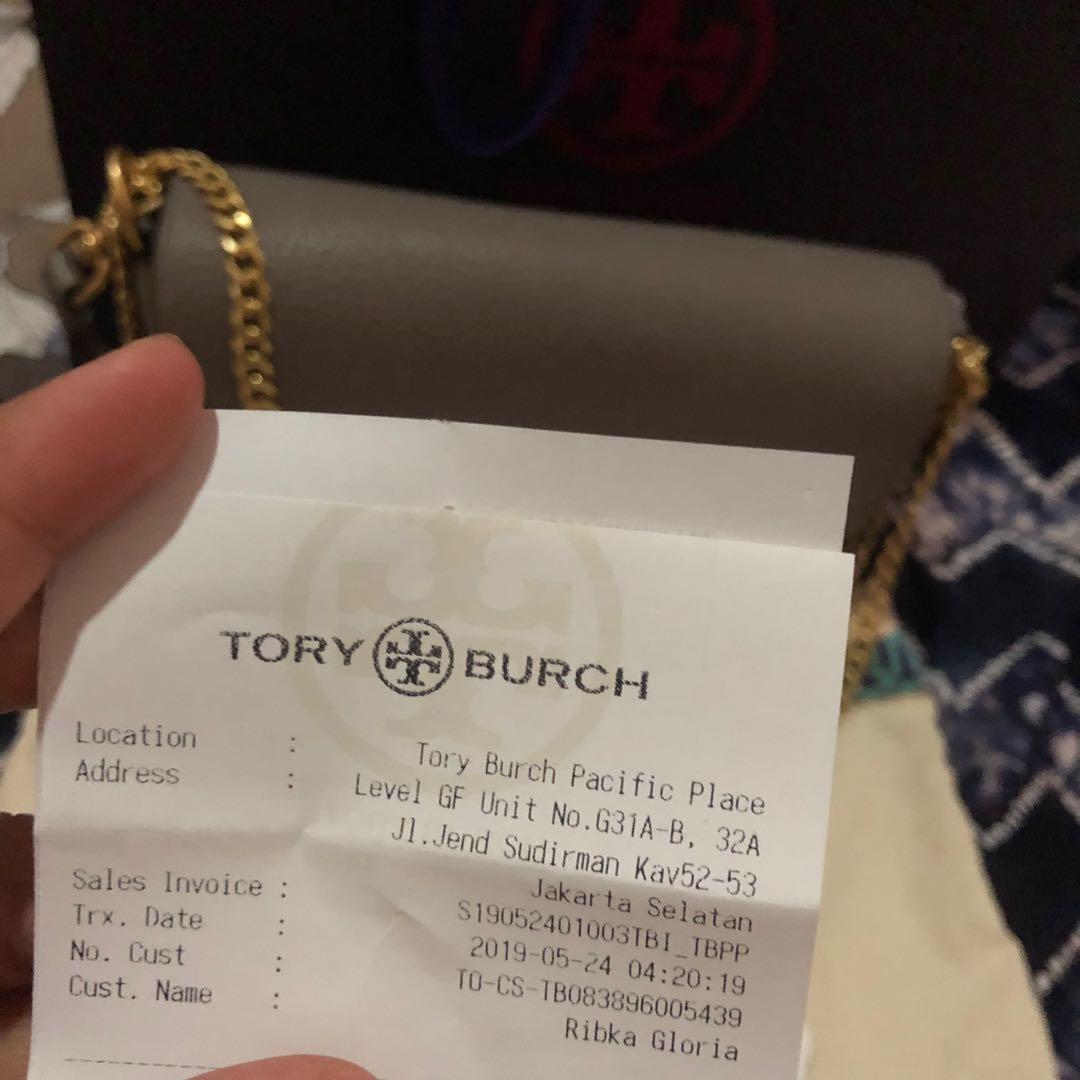 TORY BURCH
Location : Tory Burch Pacific Place
Address : Level GF Unit No.G31A-B, 32A
Jl.Jend Sudirman Kav52-53
Jakarta Selatan
Sales Invoice : S19052401003TBI_TBPP
Trx. Date : 2019-05-24 04:20:19
No. Cust : TO-CS-TB083896005439
Cust. Name : Ribka Gloria